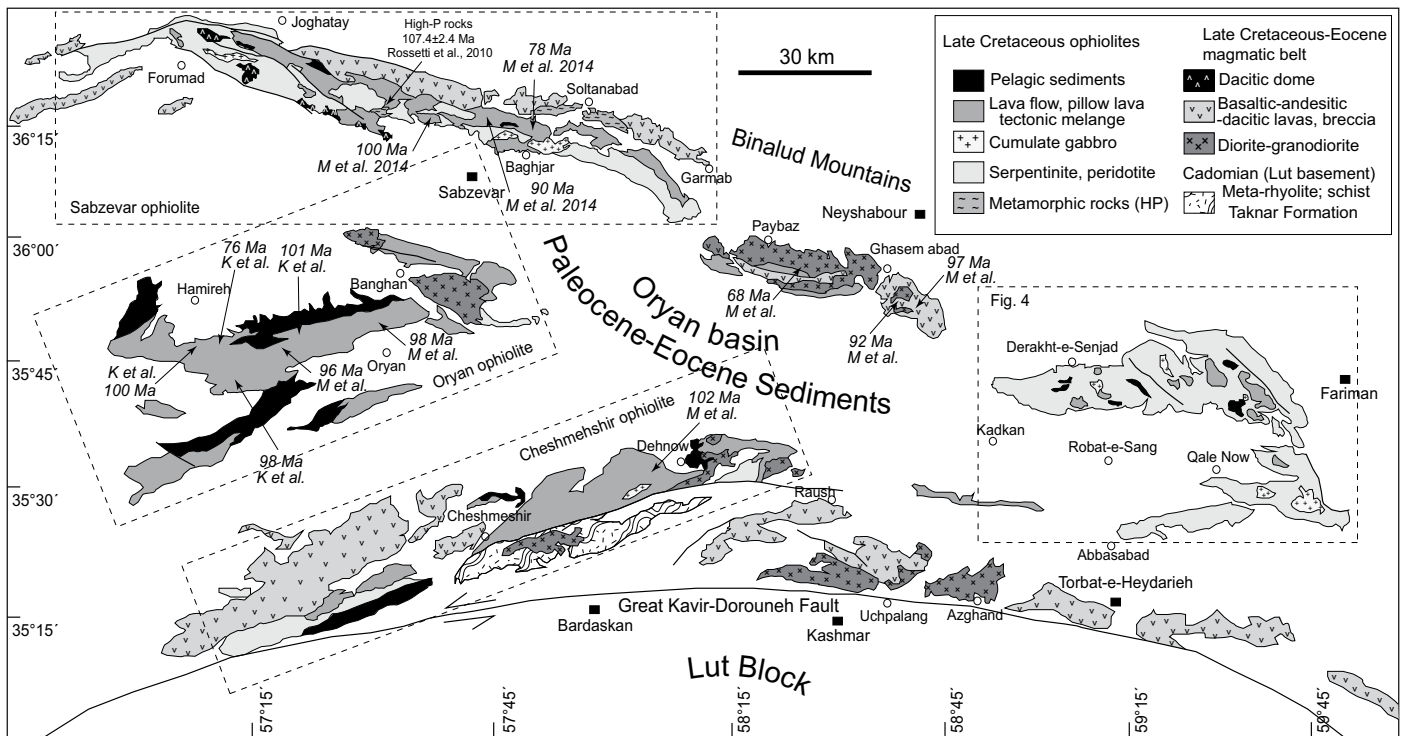 Joghatay
High-P rocks
107.4±2.4 Ma
Rossetti et al., 2010
78 Ma
M et al. 2014
Forumad
Soltanabad
100 Ma
M et al. 2014
Baghjar
90 Ma
M et al. 2014
Garmab
Sabzevar
Sabzevar ophiolite
30 km
Binalud Mountains
Neyshabour
Late Cretaceous ophiolites
Pelagic sediments
Lava flow, pillow lava
tectonic melange
Cumulate gabbro
Serpentinite, peridotite
Metamorphic rocks (HP)
Late Cretaceous-Eocene
magmatic belt
Dacitic dome
Basaltic-andesitic
-dacitic lavas, breccia
Diorite-granodiorite
Cadomian (Lut basement)
Meta-rhyolite; schist
Taknar Formation
36°15´
36°00´
35°45´
35°30´
35°15´
76 Ma
K et al.
101 Ma
K et al.
Hamireh
Banghan
K et al.
100 Ma
96 Ma
M et al.
98 Ma
M et al.
Oryan
Oryan ophiolite
98 Ma
K et al.
Oryan basin
Paleocene-Eocene Sediments
Paybaz
Ghasem abad
97 Ma
M et al.
68 Ma
M et al.
92 Ma
M et al.
Fig. 4
Derakht-e-Senjad
Fariman
Kadkan
Robat-e-Sang
Qale Now
Abbasabad
Cheshmehshir ophiolite
102 Ma
M et al.
Dehnow
Cheshmeshir
Raush
Great Kavir-Dorouneh Fault
Bardaskan
Kashmar
Uchpalang
Azghand
Torbat-e-Heydarieh
Lut Block
57°15´
57°45´
58°15´
58°45´
59°15´
59°45´